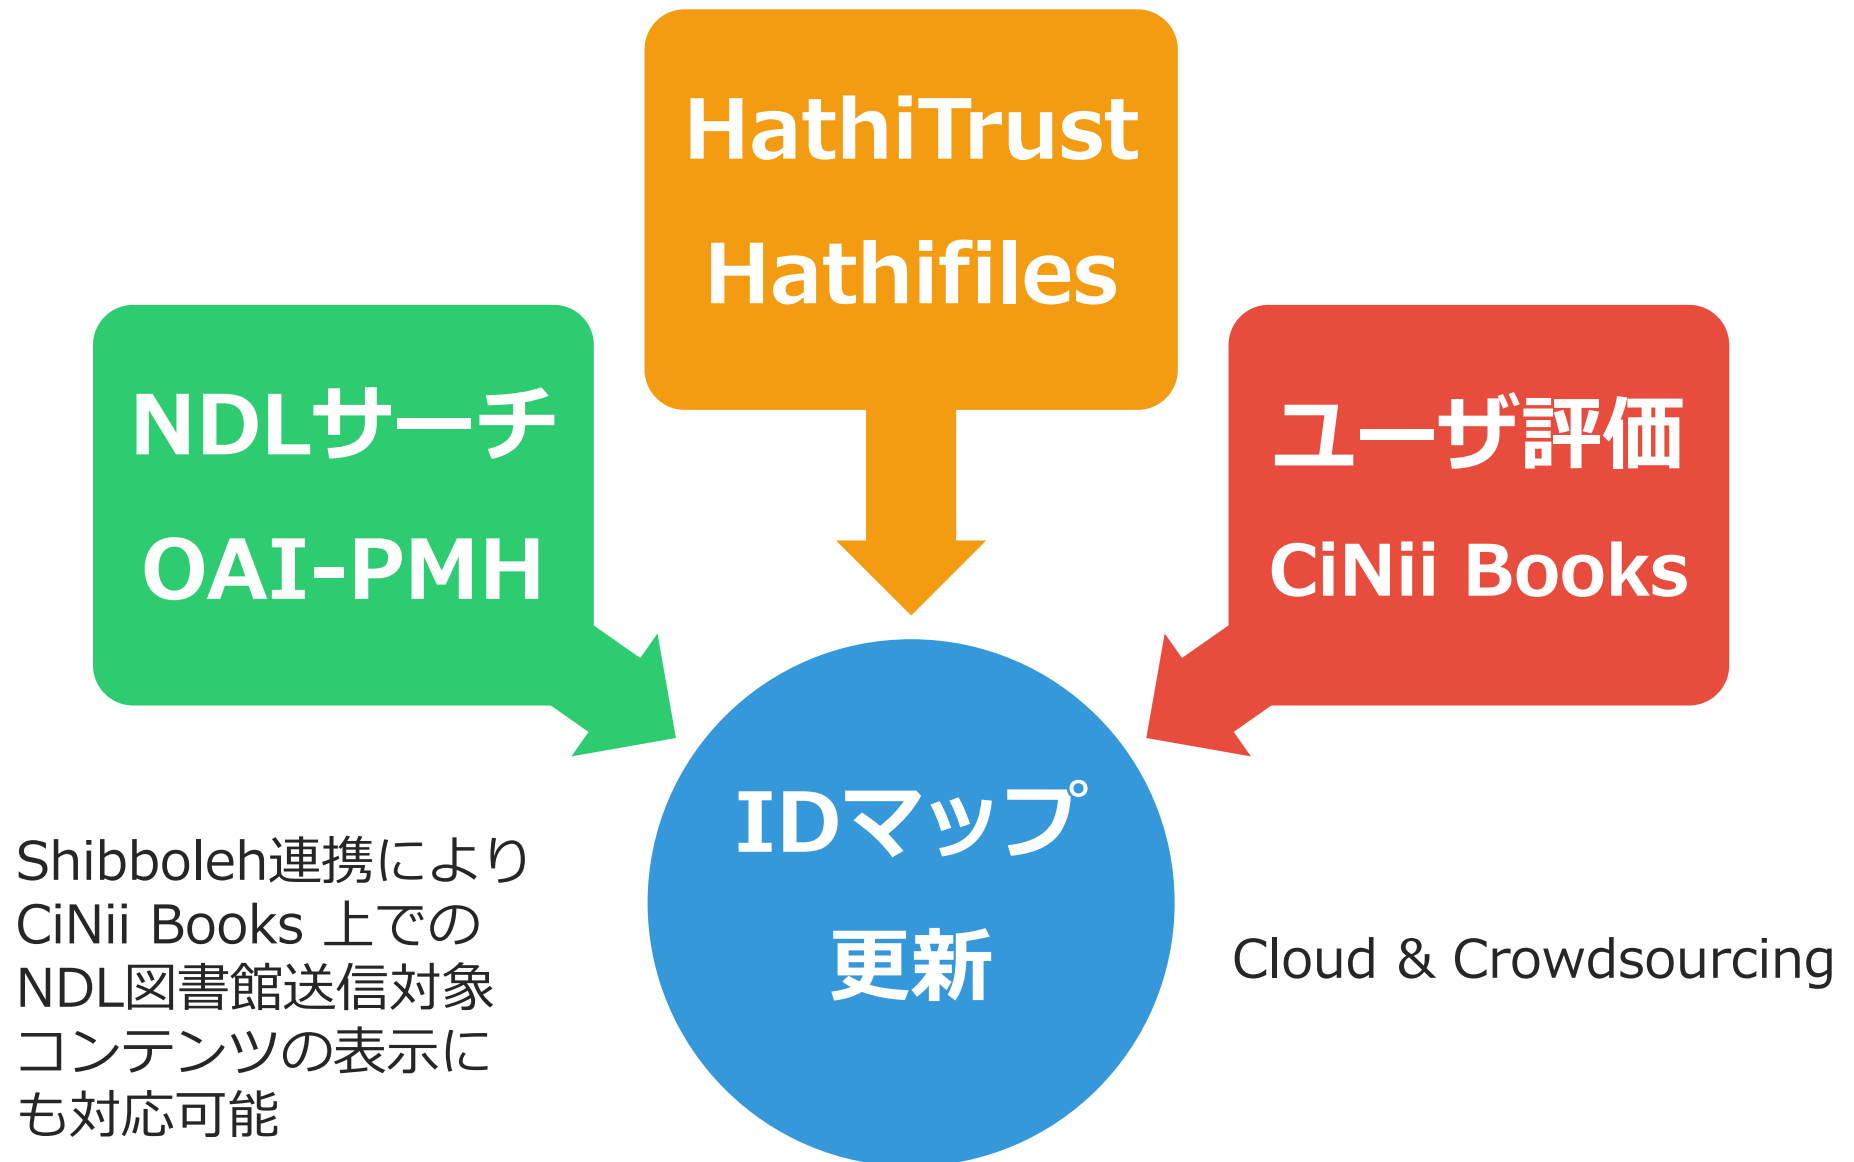 HathiTrust
Hathifiles
NDLサーチ
OAI-PMH
ユーザ評価
CiNii Books
IDマップ
更新
Shibboleh連携により
CiNii Books 上での
NDL図書館送信対象
コンテンツの表示に
も対応可能
Cloud & Crowdsourcing